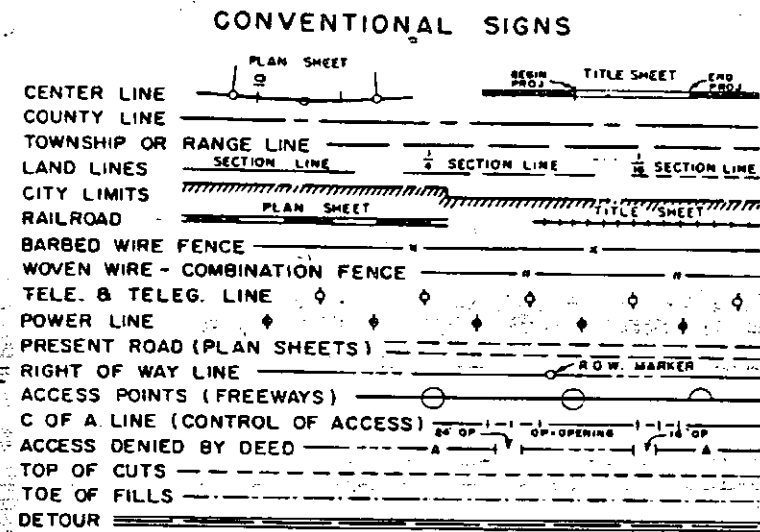 CONVENTIONAL SIGNS
PLAN SHEET
10
BEGIN PROJ. TITLE SHEET END PROJ.
CENTER LINE
COUNTY LINE
TOWNSHIP OR RANGE LINE
LAND LINES SECTION LINE 1/4 SECTION LINE 1/16 SECTION LINE
CITY LIMITS
RAILROAD PLAN SHEET TITLE SHEET
BARBED WIRE FENCE x x
WOVEN WIRE - COMBINATION FENCE
TELE. & TELEG. LINE
POWER LINE
PRESENT ROAD (PLAN SHEETS)
RIGHT OF WAY LINE R.O.W. MARKER
ACCESS POINTS (FREEWAYS)
C OF A. LINE (CONTROL OF ACCESS)
24' OP OP=OPENING 16' OP
ACCESS DENIED BY DEED A A
TOP OF CUTS
TOE OF FILLS
DETOUR